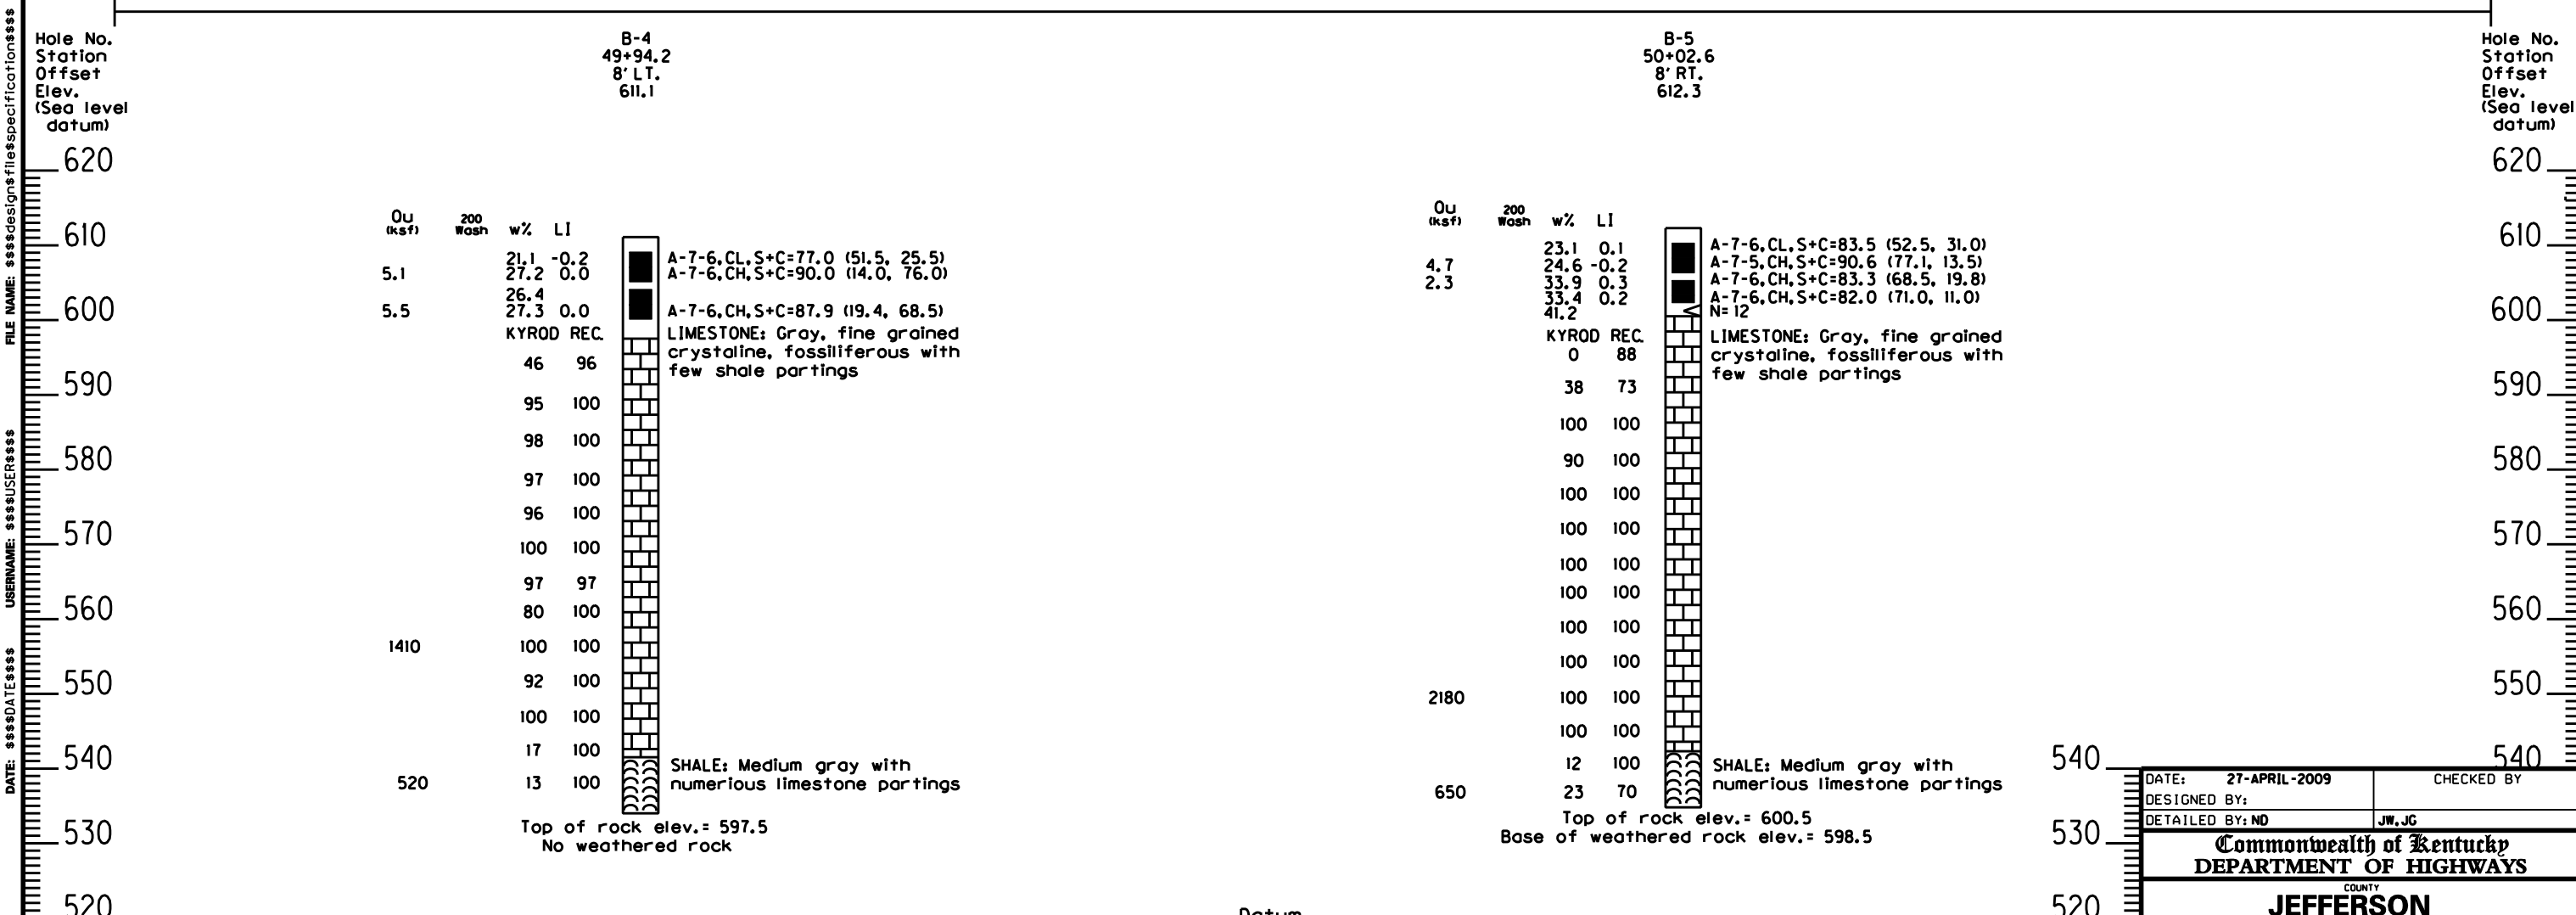 FILE NAME: $$$$design$file$specification$$$$
USERNAME: $$$$USER$$$$
DATE: $$$$DATE$$$$
Hole No.
Station
Offset
Elev.
(Sea level
datum)
B-4
49+94.2
8' LT.
611.1
B-5
50+02.6
8' RT.
612.3
Hole No.
Station
Offset
Elev.
(Sea level
datum)
620
610
600
590
580
570
560
550
540
530
520
Qu (ksf) 200 Wash w% LI
21.1 -0.2 A-7-6,CL,S+C=77.0 (51.5, 25.5)
5.1 27.2 0.0 A-7-6,CH,S+C=90.0 (14.0, 76.0)
26.4
5.5 27.3 0.0 A-7-6,CH,S+C=87.9 (19.4, 68.5)
KYRQD REC. LIMESTONE: Gray, fine grained
crystaline, fossiliferous with
46 96 few shale partings
95 100
98 100
97 100
96 100
100 100
97 97
80 100
1410 100 100
92 100
100 100
17 100
SHALE: Medium gray with
520 13 100 numerious limestone partings
Top of rock elev.= 597.5
No weathered rock
Qu (ksf) 200 Wash w% LI
23.1 0.1 A-7-6,CL,S+C=83.5 (52.5, 31.0)
4.7 24.6 -0.2 A-7-5,CH,S+C=90.6 (77.1, 13.5)
2.3 33.9 0.3 A-7-6,CH,S+C=83.3 (68.5, 19.8)
33.4 0.2 A-7-6,CH,S+C=82.0 (71.0, 11.0)
41.2 N=12
KYRQD REC. LIMESTONE: Gray, fine grained
0 88 crystaline, fossiliferous with
few shale partings
38 73
100 100
90 100
100 100
100 100
100 100
100 100
100 100
100 100
2180 100 100
100 100
12 100 SHALE: Medium gray with
numerious limestone partings
650 23 70
Top of rock elev.= 600.5
Base of weathered rock elev.= 598.5
620
610
600
590
580
570
560
550
540
540
530
520
Datum
DATE: 27-APRIL-2009 CHECKED BY
DESIGNED BY:
DETAILED BY: ND JW,JG
Commonwealth of Kentucky
DEPARTMENT OF HIGHWAYS
COUNTY
JEFFERSON